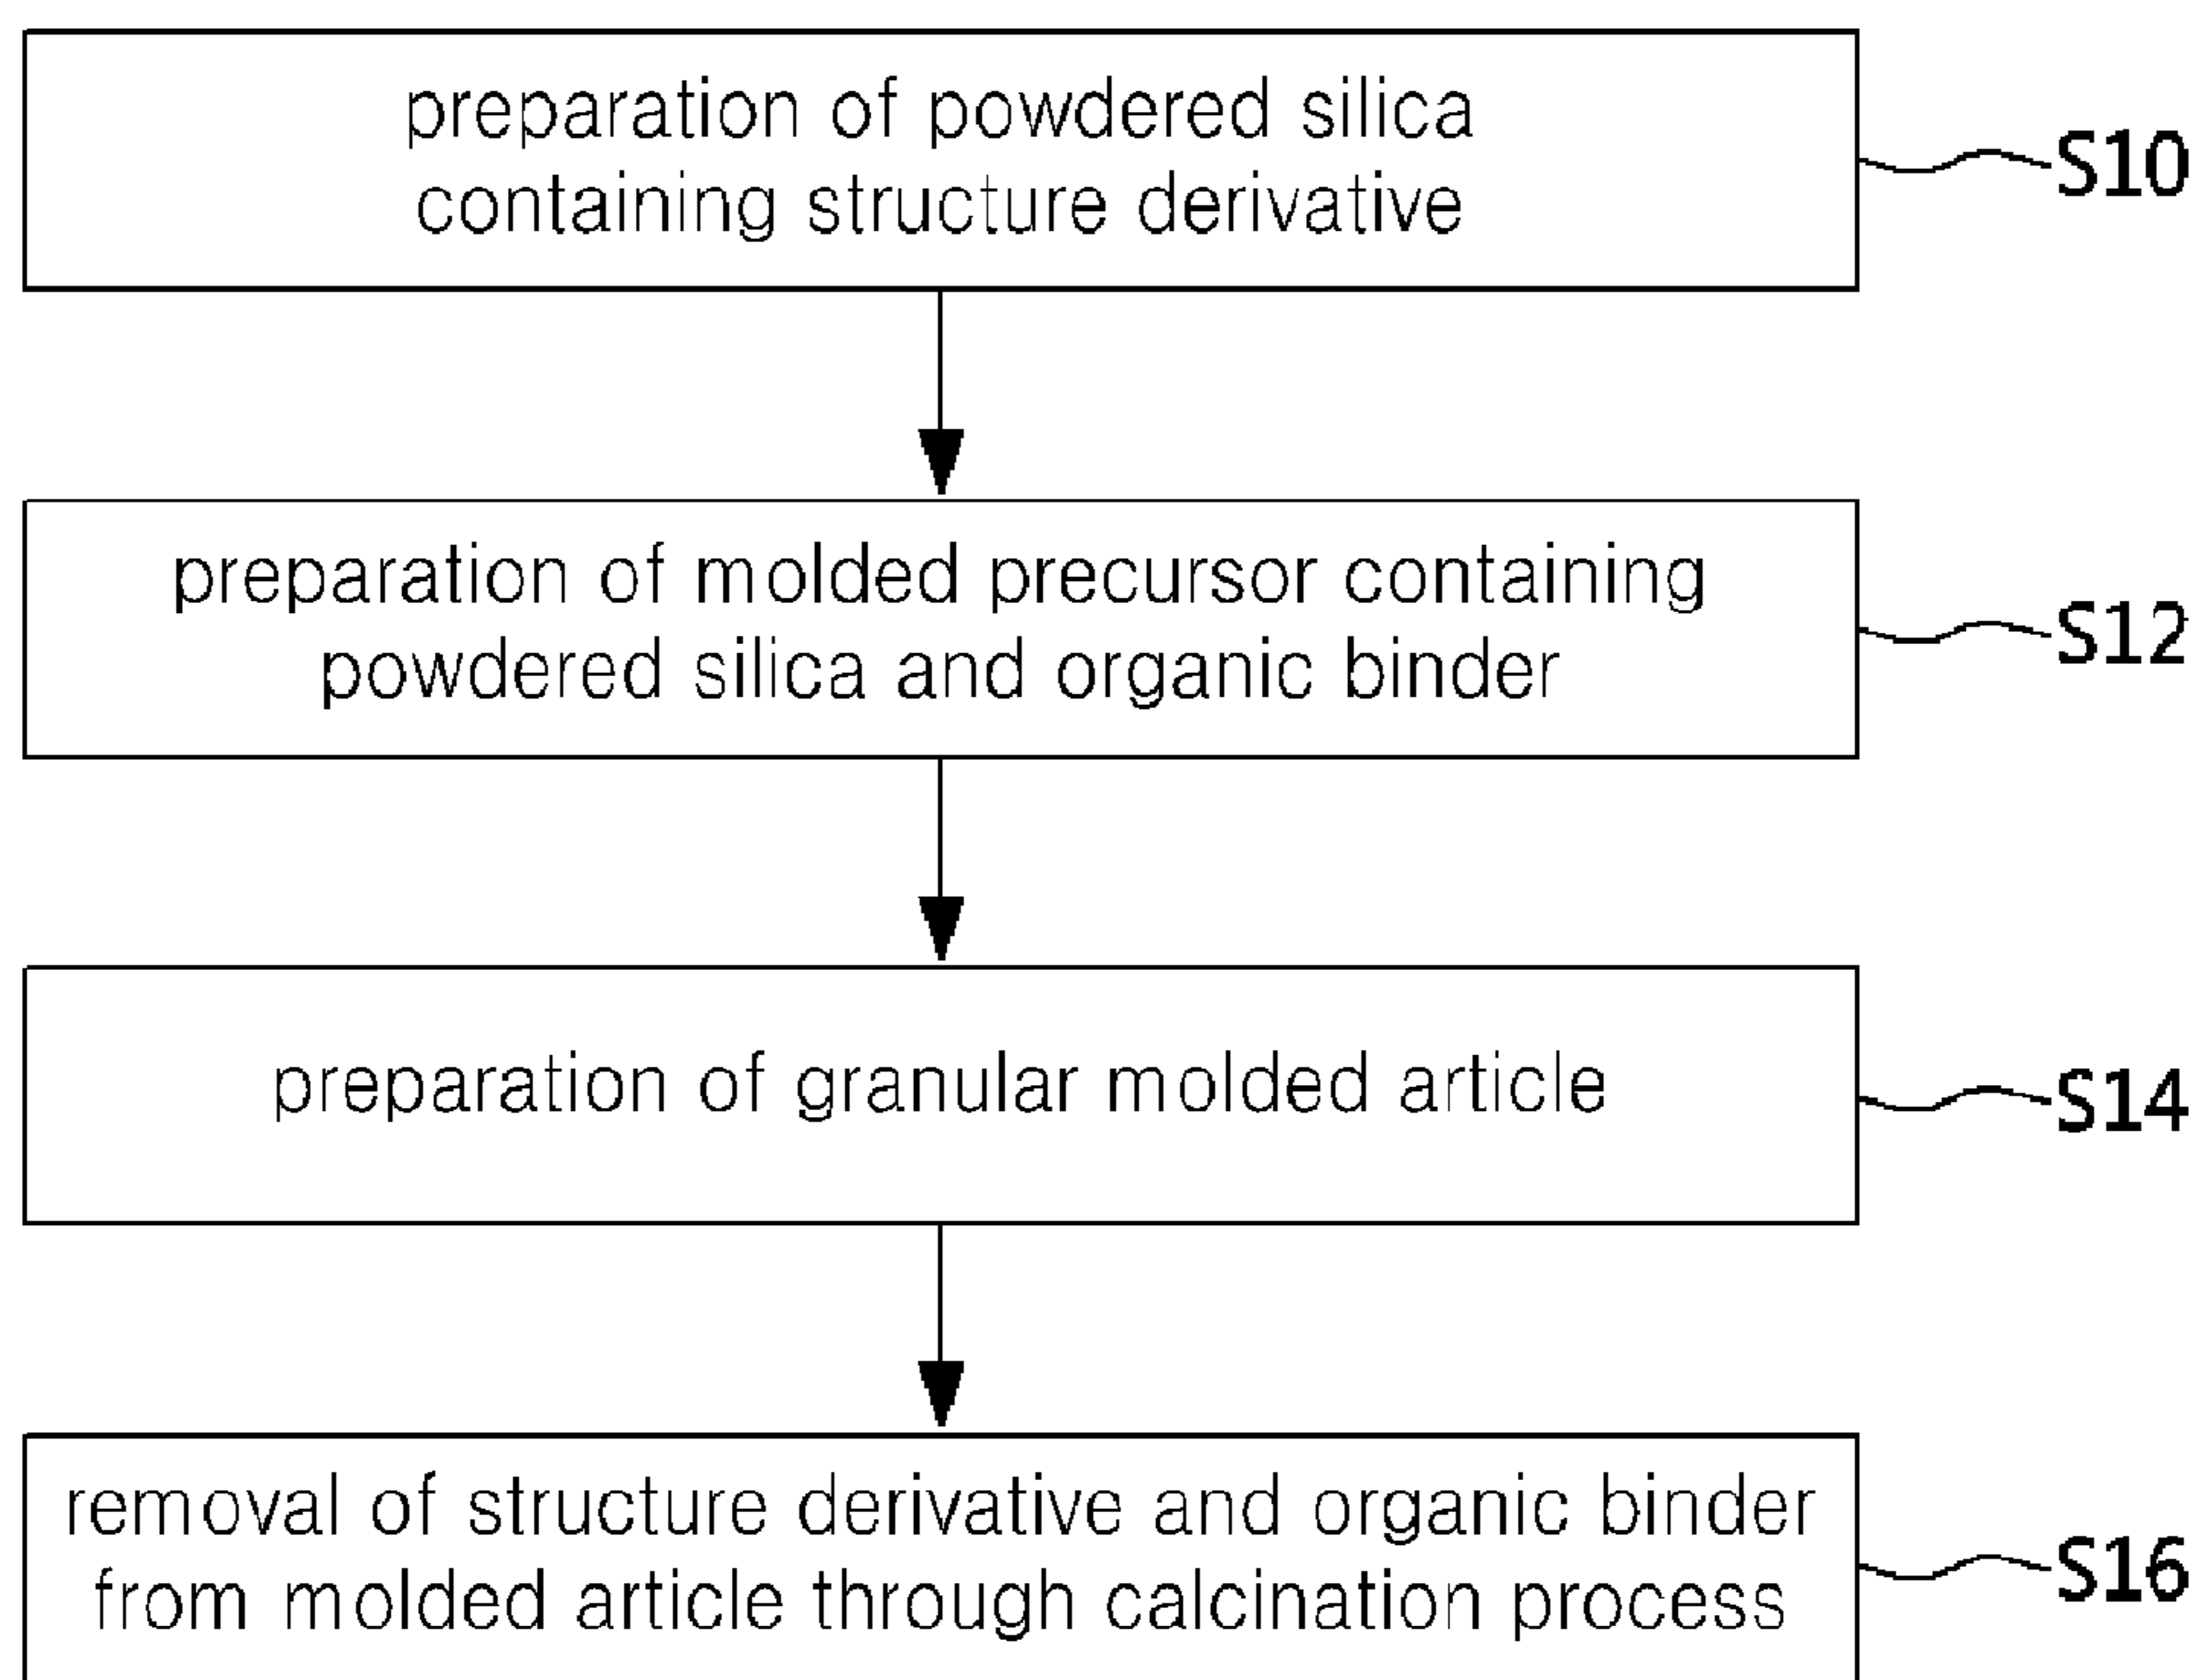 preparation of powdered silica
containing structure derivative
S10
preparation of molded precursor containing
powdered silica and organic binder
S12
preparation of granular molded article
S14
removal of structure derivative and organic binder
from molded article through calcination process
S16